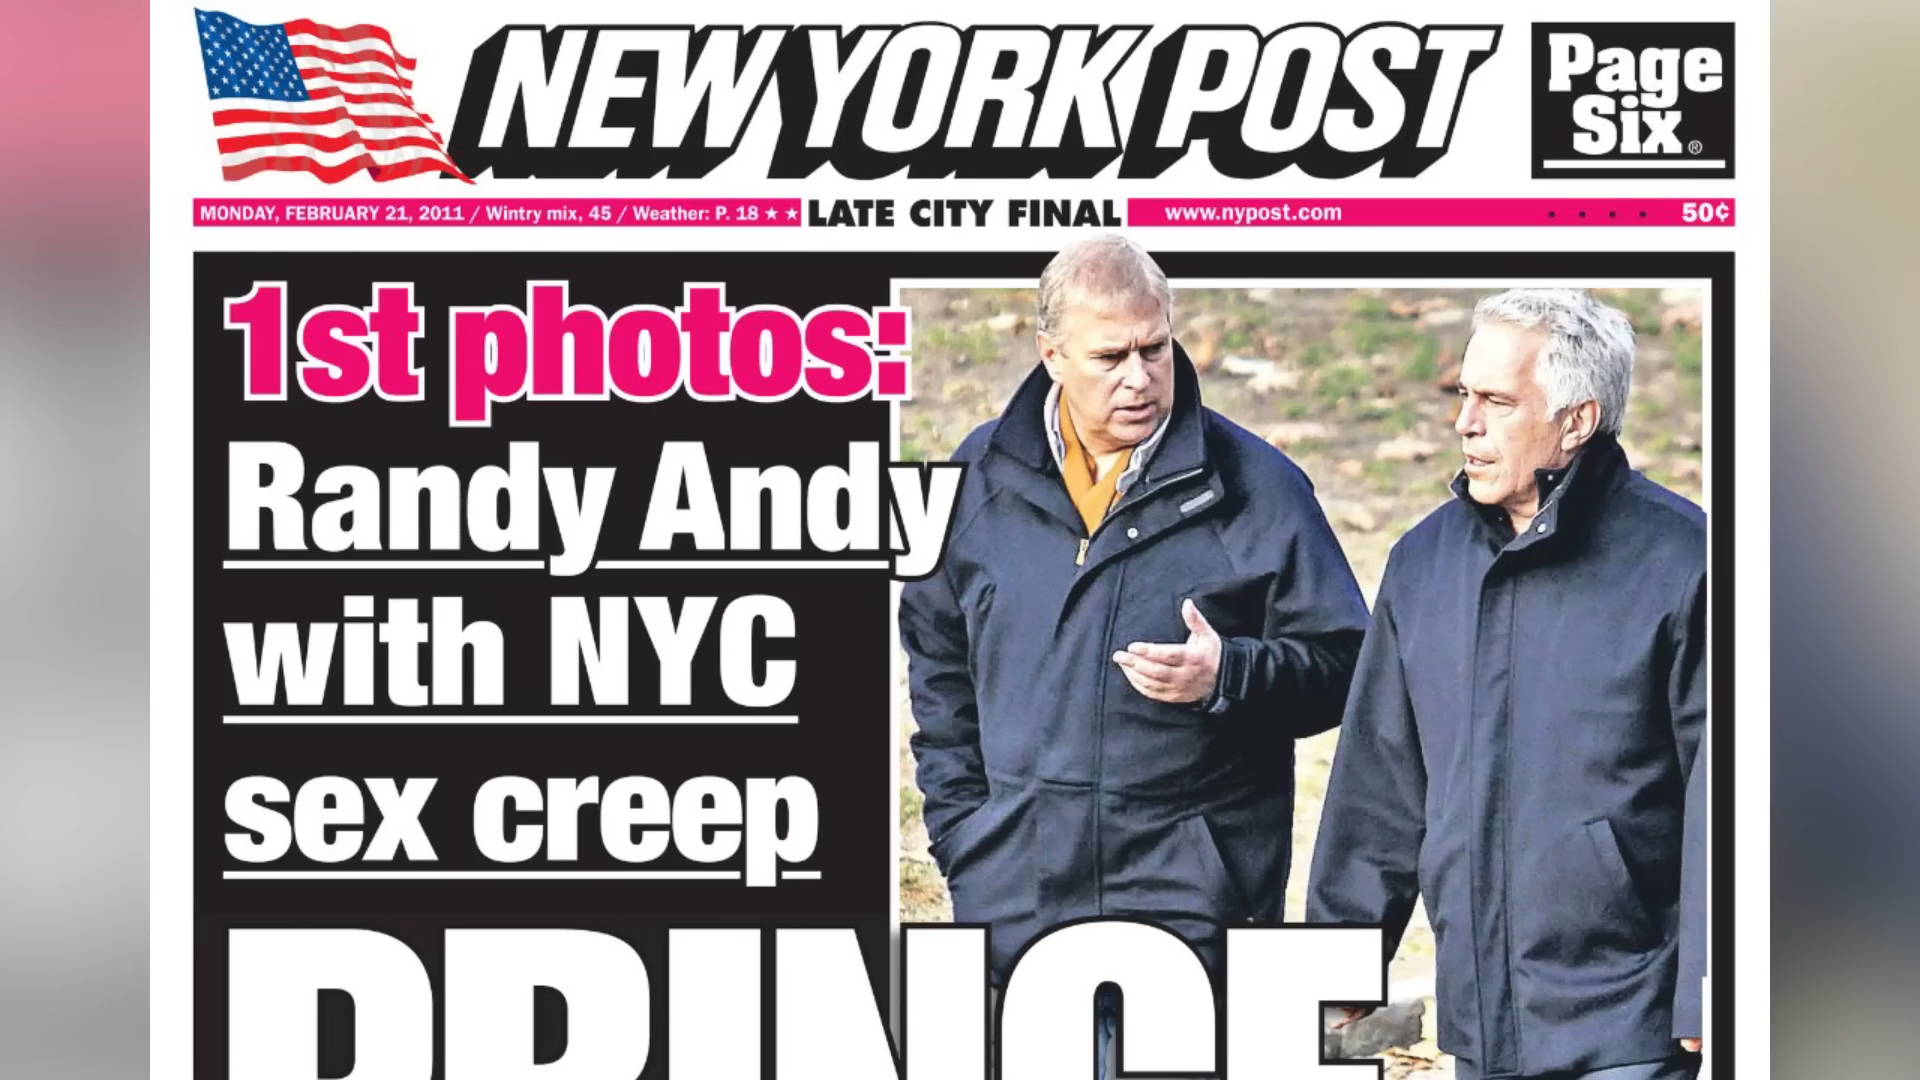 NEW YORK POST
Page
Six®
MONDAY, FEBRUARY 21, 2011 / Wintry mix, 45 / Weather: P. 18 ★ ★
LATE CITY FINAL
www.nypost.com
50¢
1st photos:
Randy Andy
with NYC
sex creep
PRINCE